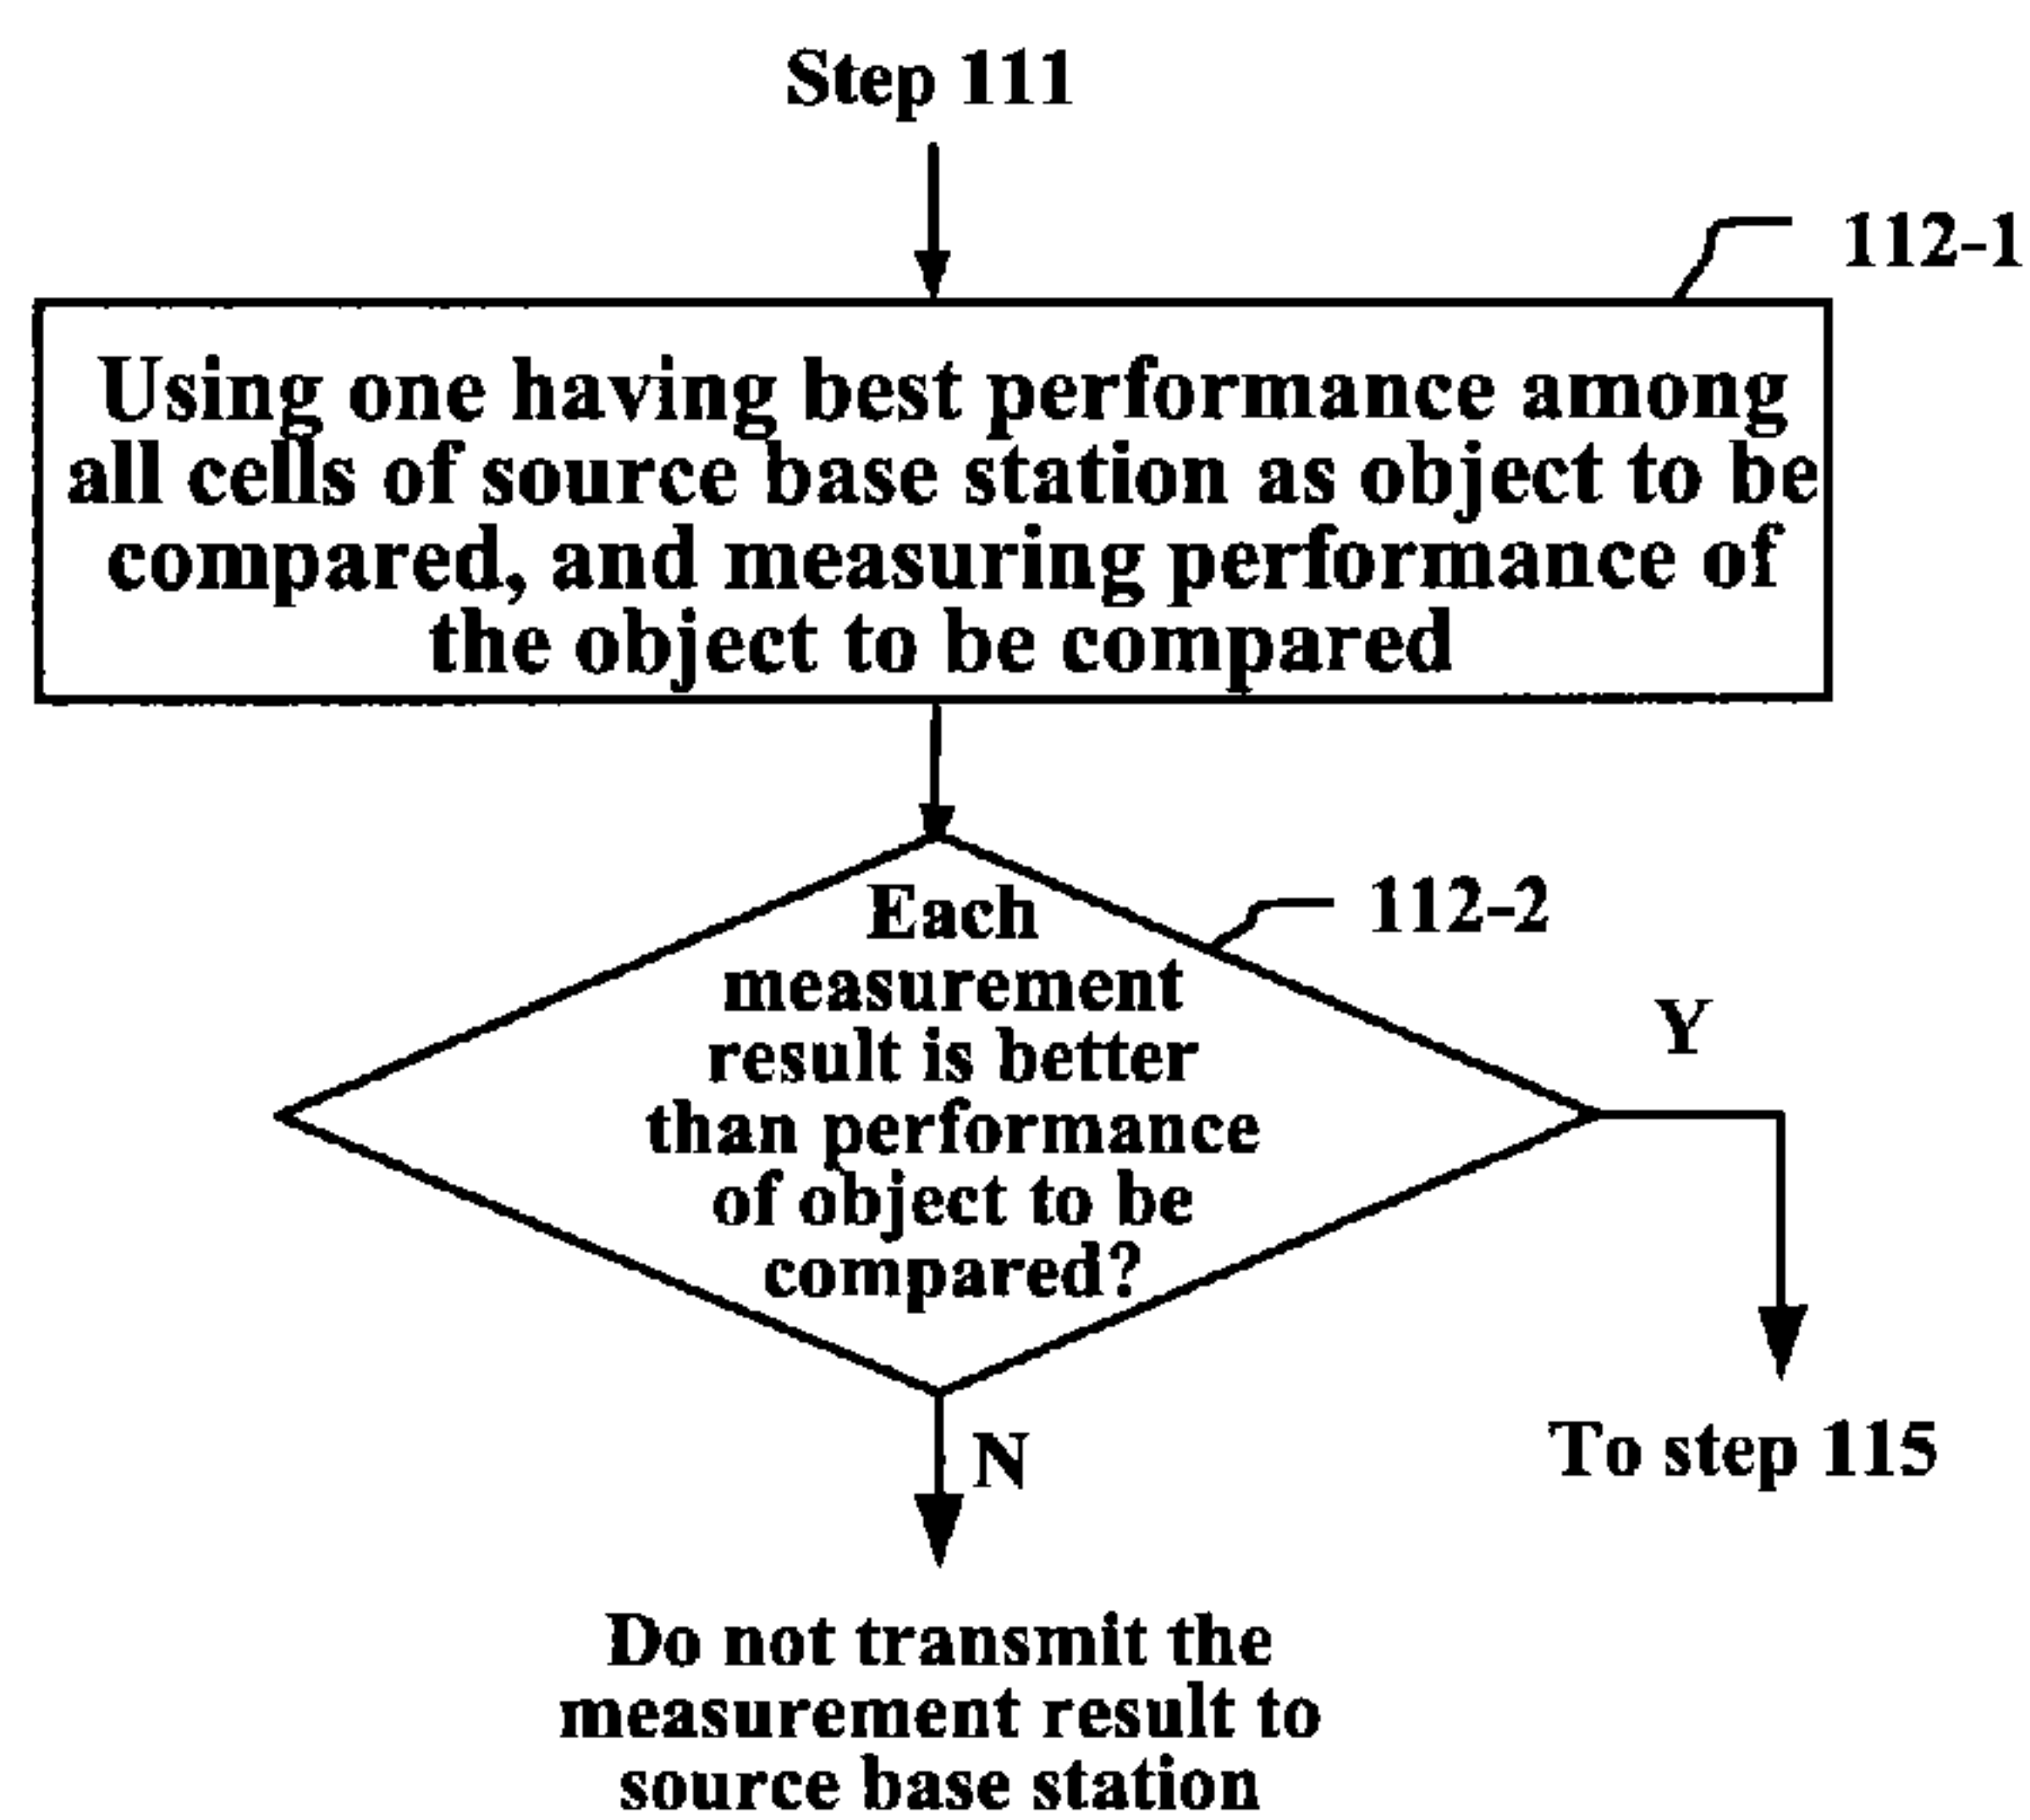 Step 111
112-1
Using one having best performance among
all cells of source base station as object to be
compared, and measuring performance of
the object to be compared
112-2
Each
measurement
result is better
than performance
of object to be
compared?
Y
N
To step 115
Do not transmit the
measurement result to
source base station